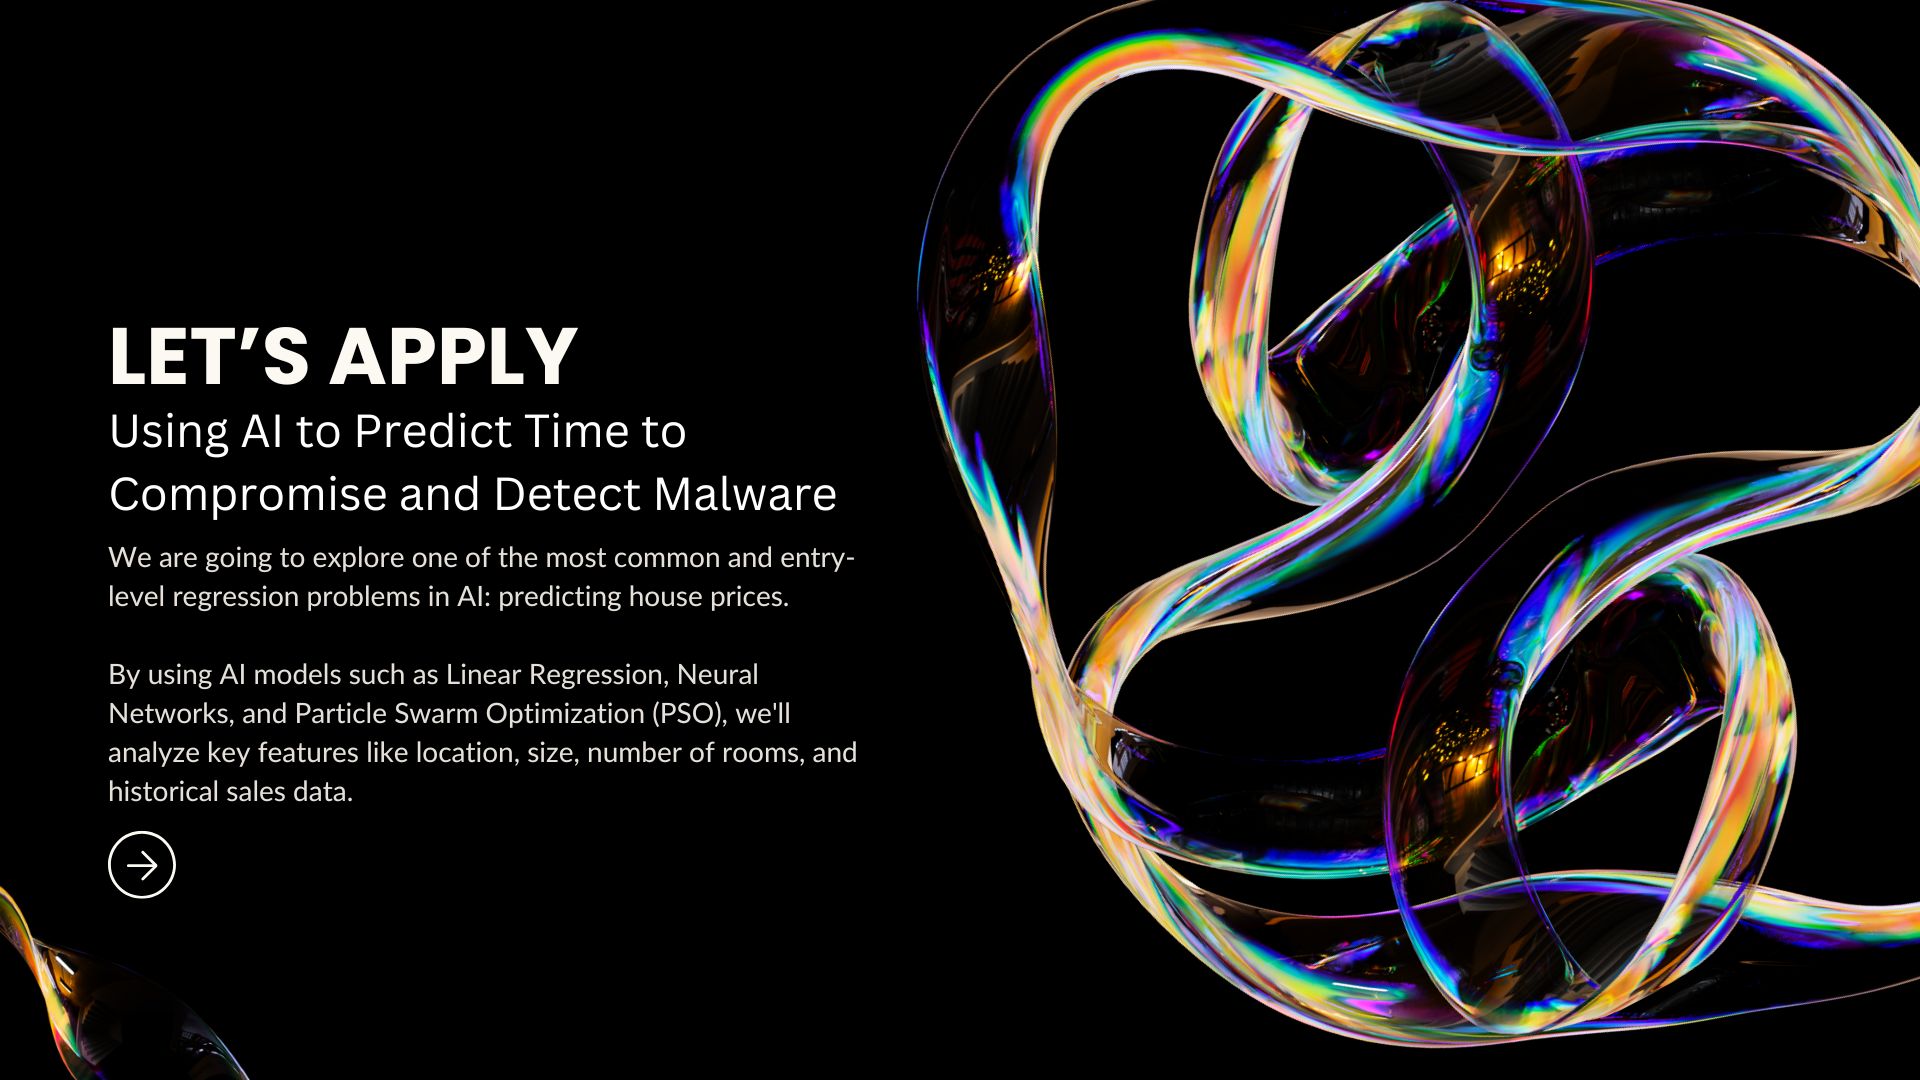 LET’S APPLY
Using AI to Predict Time to
Compromise and Detect Malware
We are going to explore one of the most common and entry-
level regression problems in AI: predicting house prices.
By using AI models such as Linear Regression, Neural
Networks, and Particle Swarm Optimization (PSO), we'll
analyze key features like location, size, number of rooms, and
historical sales data.